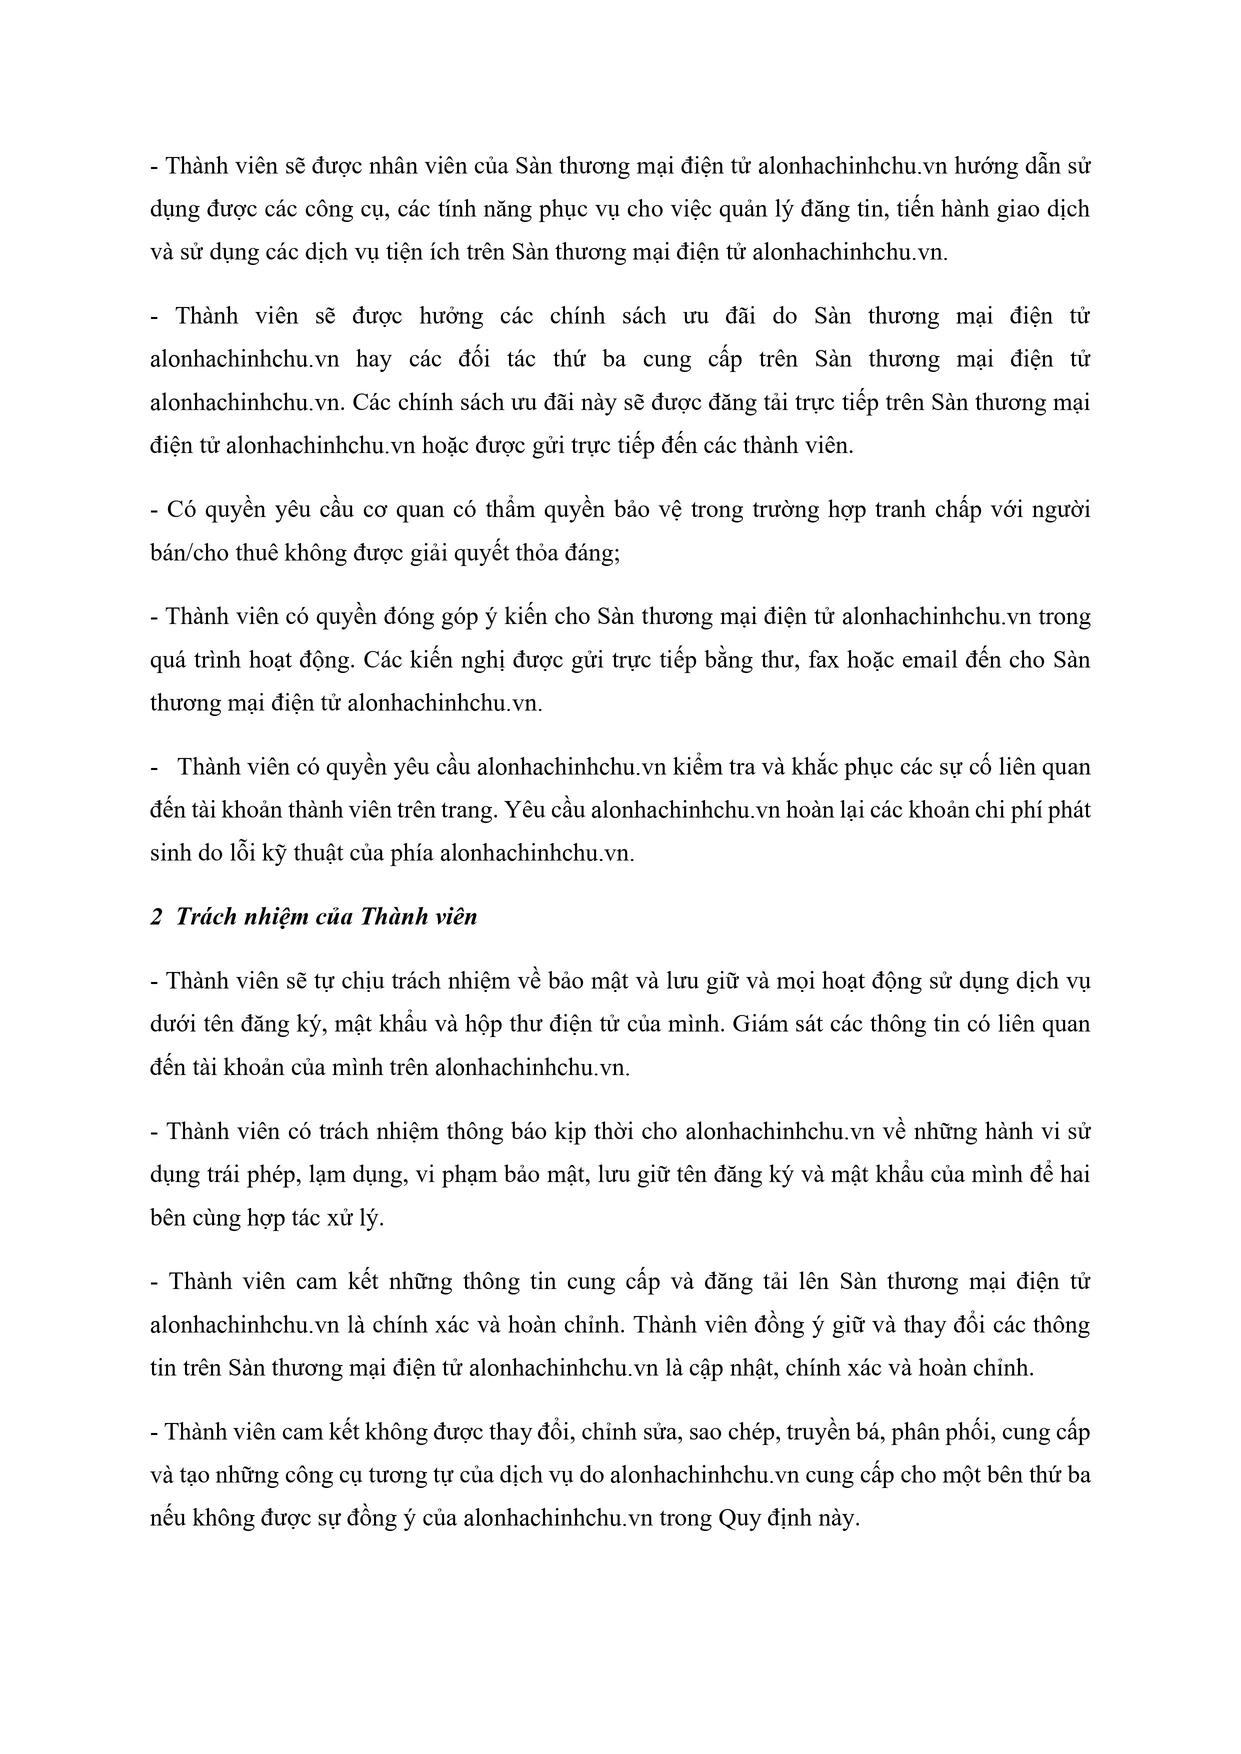 - Thành viên sẽ được nhân viên của Sàn thương mại điện tử alonhachinhchu.vn hướng dẫn sử
dụng được các công cụ, các tính năng phục vụ cho việc quản lý đăng tin, tiến hành giao dịch
và sử dụng các dịch vụ tiện ích trên Sàn thương mại điện tử alonhachinhchu.vn.
- Thành viên sẽ được hưởng các chính sách ưu đãi do Sàn thương mại điện tử
alonhachinhchu.vn hay các đối tác thứ ba cung cấp trên Sàn thương mại điện tử
alonhachinhchu.vn. Các chính sách ưu đãi này sẽ được đăng tải trực tiếp trên Sàn thương mại
điện tử alonhachinhchu.vn hoặc được gửi trực tiếp đến các thành viên.
- Có quyền yêu cầu cơ quan có thẩm quyền bảo vệ trong trường hợp tranh chấp với người
bán/cho thuê không được giải quyết thỏa đáng;
- Thành viên có quyền đóng góp ý kiến cho Sàn thương mại điện tử alonhachinhchu.vn trong
quá trình hoạt động. Các kiến nghị được gửi trực tiếp bằng thư, fax hoặc email đến cho Sàn
thương mại điện tử alonhachinhchu.vn.
- Thành viên có quyền yêu cầu alonhachinhchu.vn kiểm tra và khắc phục các sự cố liên quan
đến tài khoản thành viên trên trang. Yêu cầu alonhachinhchu.vn hoàn lại các khoản chi phí phát
sinh do lỗi kỹ thuật của phía alonhachinhchu.vn.
2 Trách nhiệm của Thành viên
- Thành viên sẽ tự chịu trách nhiệm về bảo mật và lưu giữ và mọi hoạt động sử dụng dịch vụ
dưới tên đăng ký, mật khẩu và hộp thư điện tử của mình. Giám sát các thông tin có liên quan
đến tài khoản của mình trên alonhachinhchu.vn.
- Thành viên có trách nhiệm thông báo kịp thời cho alonhachinhchu.vn về những hành vi sử
dụng trái phép, lạm dụng, vi phạm bảo mật, lưu giữ tên đăng ký và mật khẩu của mình để hai
bên cùng hợp tác xử lý.
- Thành viên cam kết những thông tin cung cấp và đăng tải lên Sàn thương mại điện tử
alonhachinhchu.vn là chính xác và hoàn chỉnh. Thành viên đồng ý giữ và thay đổi các thông
tin trên Sàn thương mại điện tử alonhachinhchu.vn là cập nhật, chính xác và hoàn chỉnh.
- Thành viên cam kết không được thay đổi, chỉnh sửa, sao chép, truyền bá, phân phối, cung cấp
và tạo những công cụ tương tự của dịch vụ do alonhachinhchu.vn cung cấp cho một bên thứ ba
nếu không được sự đồng ý của alonhachinhchu.vn trong Quy định này.